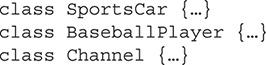 class SportsCar {…}
class BaseballPlayer {…}
class Channel {…}